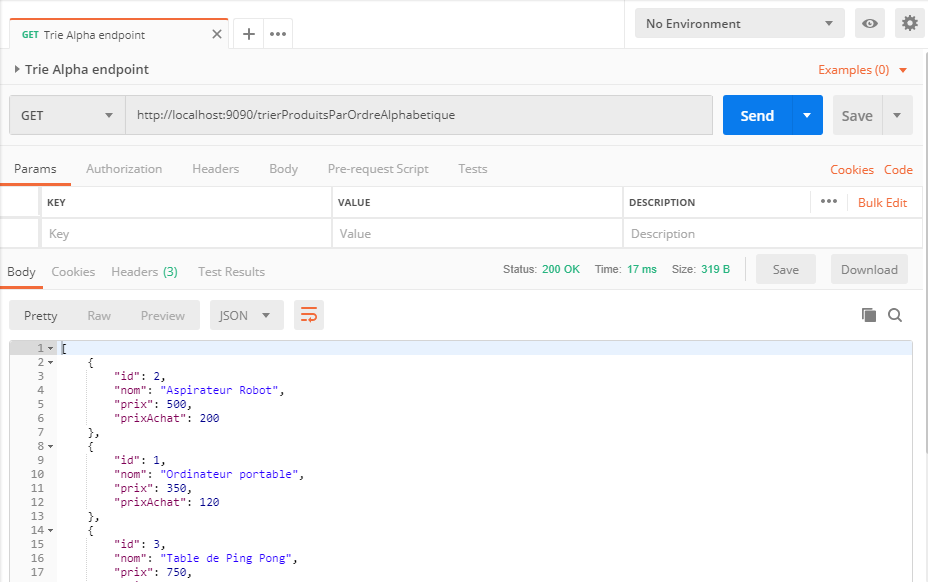 GET Trie Alpha endpoint
No Environment
Trie Alpha endpoint
Examples (0)
GET
http://localhost:9090/trierProduitsParOrdreAlphabetique
Send
Save
Params Authorization Headers Body Pre-request Script Tests
Cookies Code
KEY VALUE DESCRIPTION
Bulk Edit
Key Value Description
Body Cookies Headers (3) Test Results
Status: 200 OK Time: 17 ms Size: 319 B
Save Download
Pretty Raw Preview JSON
1 [
2 {
3 "id": 2,
4 "nom": "Aspirateur Robot",
5 "prix": 500,
6 "prixAchat": 200
7 },
8 {
9 "id": 1,
10 "nom": "Ordinateur portable",
11 "prix": 350,
12 "prixAchat": 120
13 },
14 {
15 "id": 3,
16 "nom": "Table de Ping Pong",
17 "prix": 750,